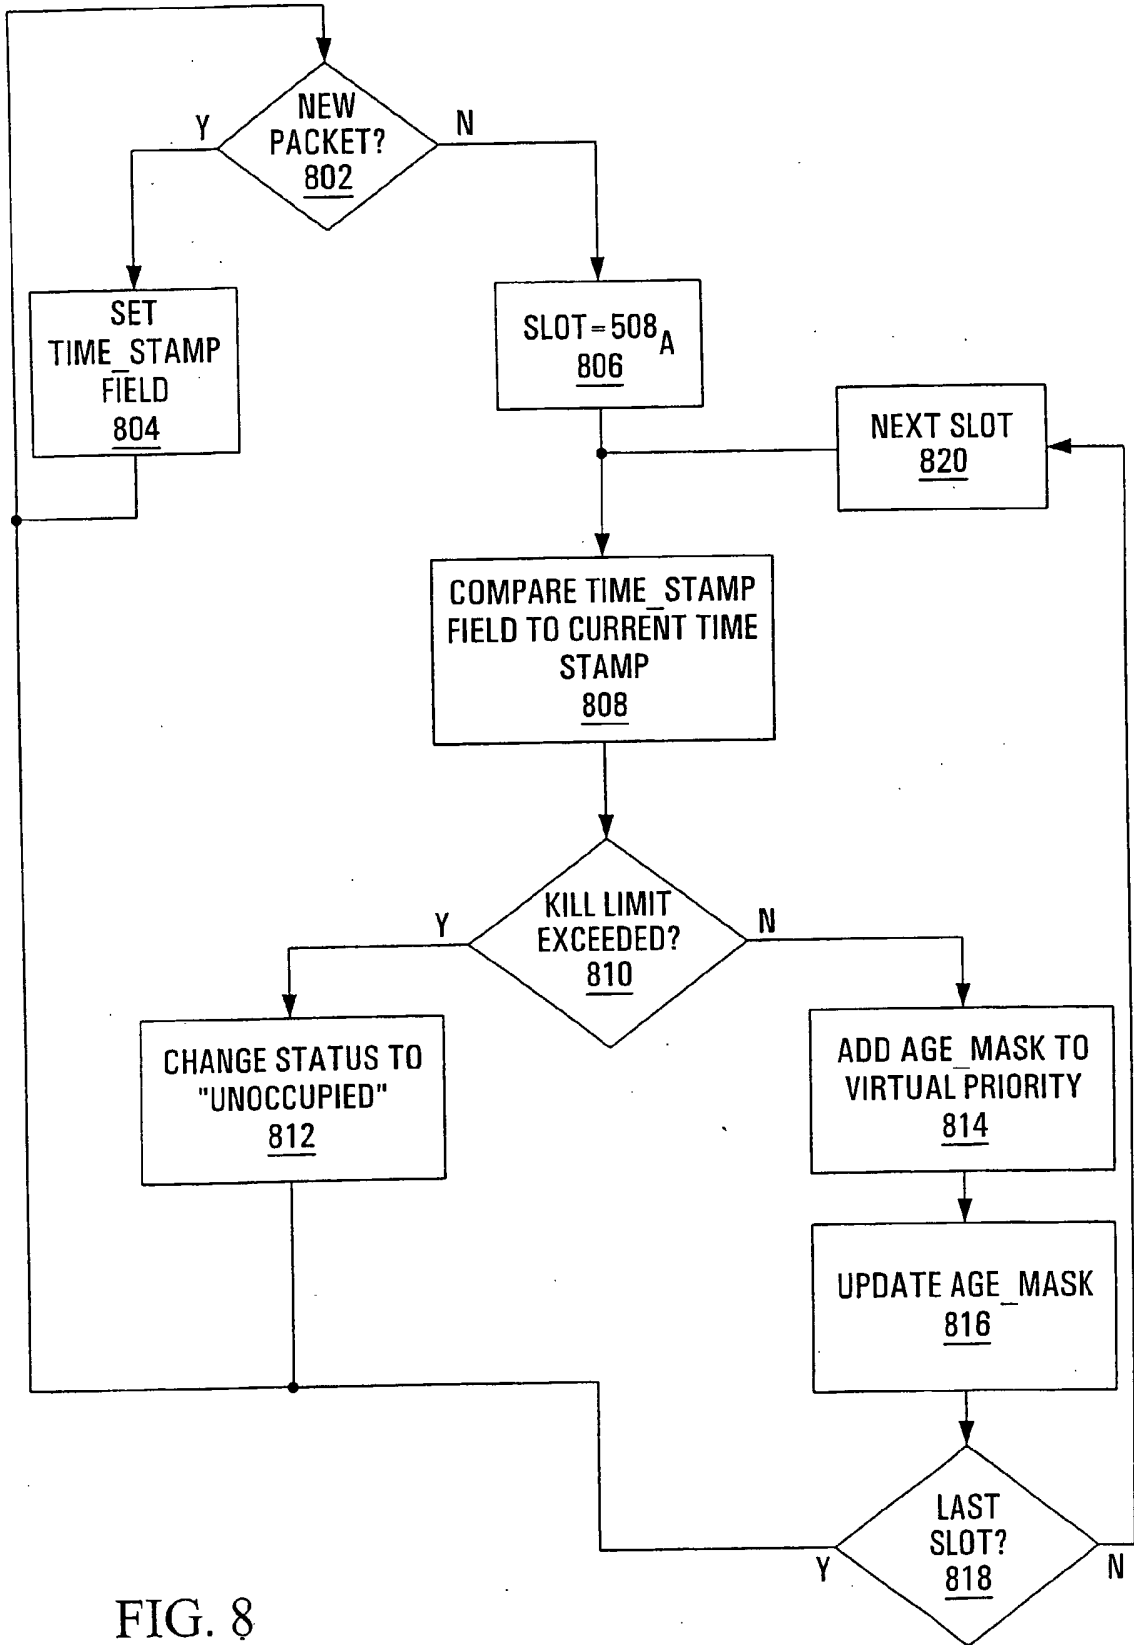 NEW
PACKET?
802
Y
N
SET
TIME_STAMP
FIELD
804
SLOT=508A
806
NEXT SLOT
820
COMPARE TIME_STAMP
FIELD TO CURRENT TIME
STAMP
808
KILL LIMIT
EXCEEDED?
810
Y
N
CHANGE STATUS TO
"UNOCCUPIED"
812
ADD AGE_MASK TO
VIRTUAL PRIORITY
814
UPDATE AGE_MASK
816
LAST
SLOT?
818
Y
N
FIG. 8